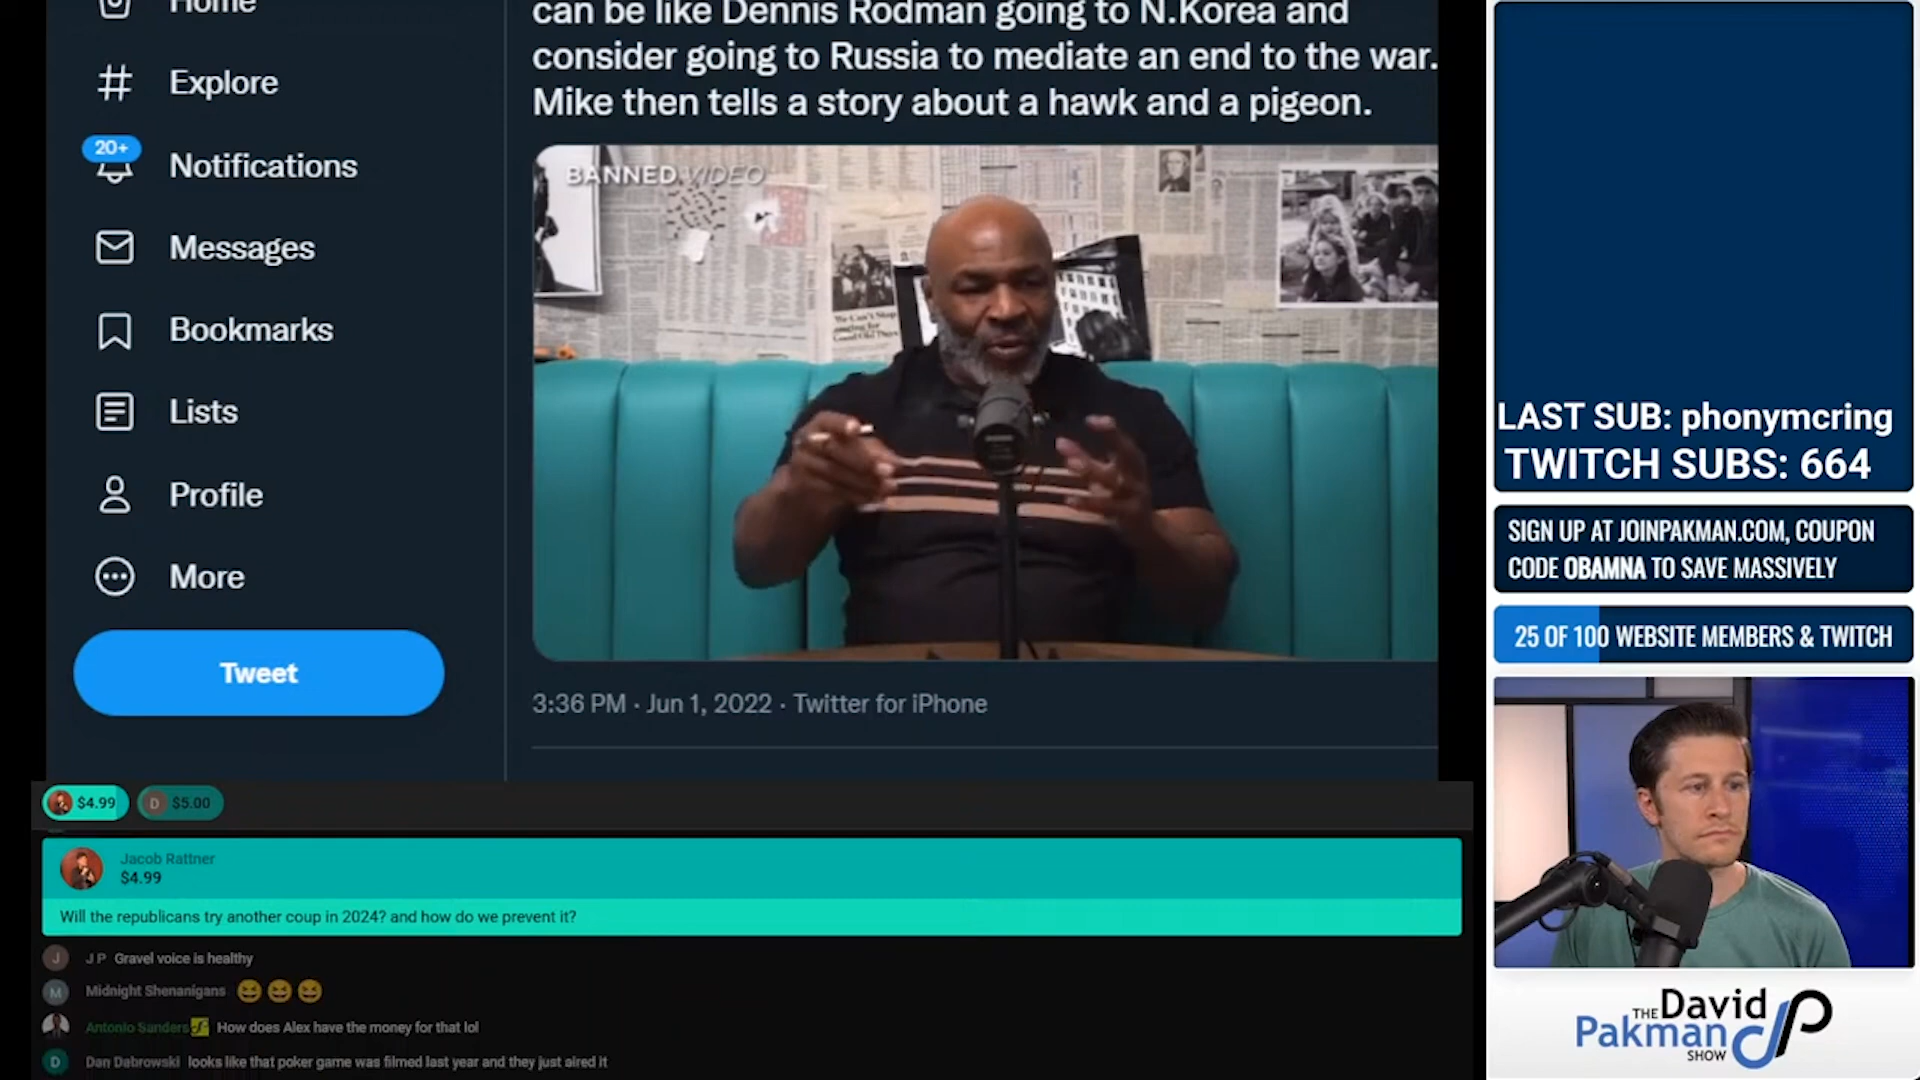 Home
Explore
20+
Notifications
Messages
Bookmarks
Lists
Profile
More
Tweet
can be like Dennis Rodman going to N.Korea and
consider going to Russia to mediate an end to the war.
Mike then tells a story about a hawk and a pigeon.
BANNED.VIDEO
3:36 PM · Jun 1, 2022 · Twitter for iPhone
$4.99
D $5.00
Jacob Rattner
$4.99
Will the republicans try another coup in 2024? and how do we prevent it?
J J P Gravel voice is healthy
M Midnight Shenanigans
Antonio Sanders How does Alex have the money for that lol
D Dan Dabrowski looks like that poker game was filmed last year and they just aired it
LAST SUB: phonymcring
TWITCH SUBS: 664
SIGN UP AT JOINPAKMAN.COM, COUPON
CODE OBAMNA TO SAVE MASSIVELY
25 OF 100 WEBSITE MEMBERS & TWITCH
THE David
Pakman
SHOW